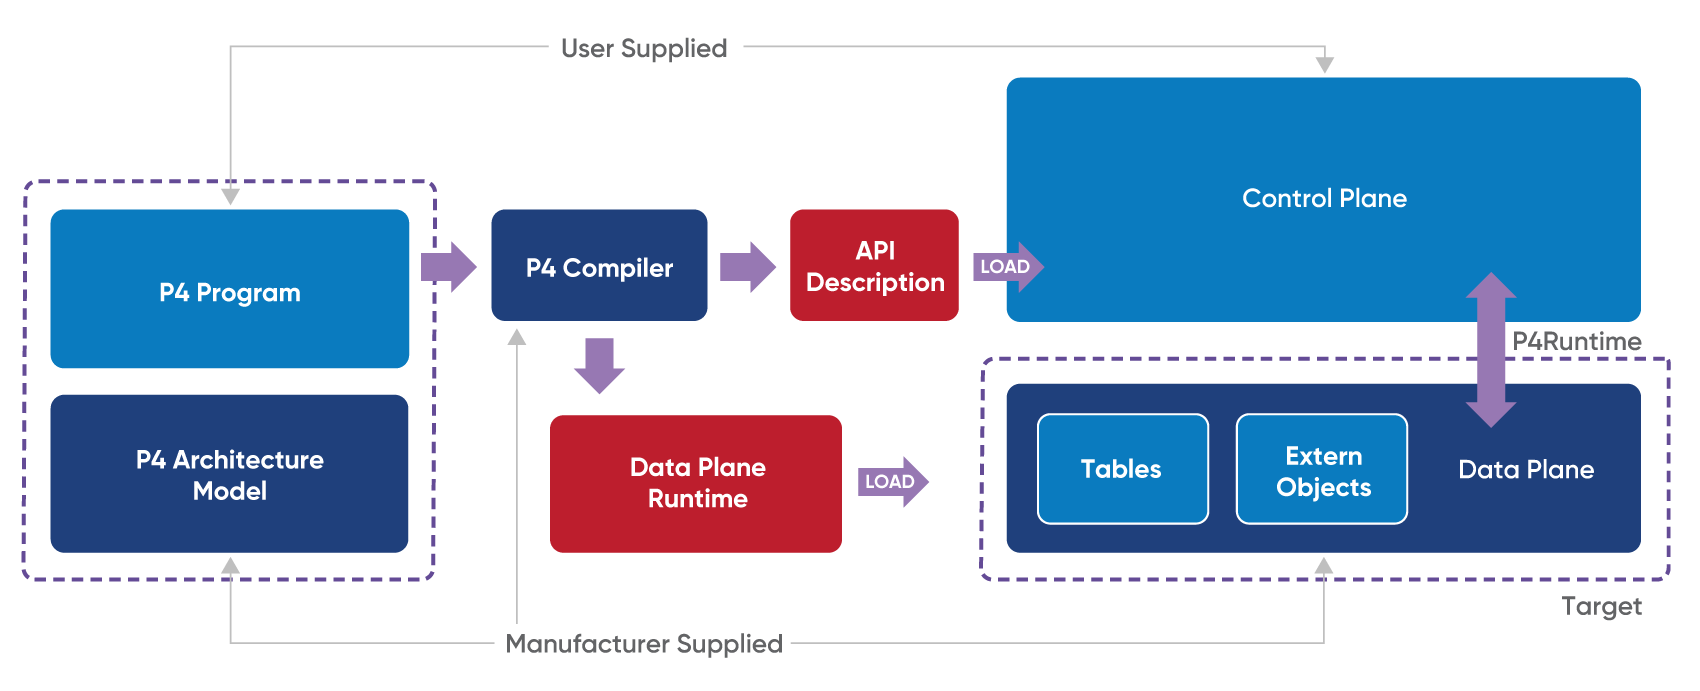 User Supplied
Control Plane
P4 Program
P4 Compiler
API
Description
LOAD
P4Runtime
P4 Architecture
Model
Data Plane
Runtime
LOAD
Tables
Extern
Objects
Data Plane
Target
Manufacturer Supplied